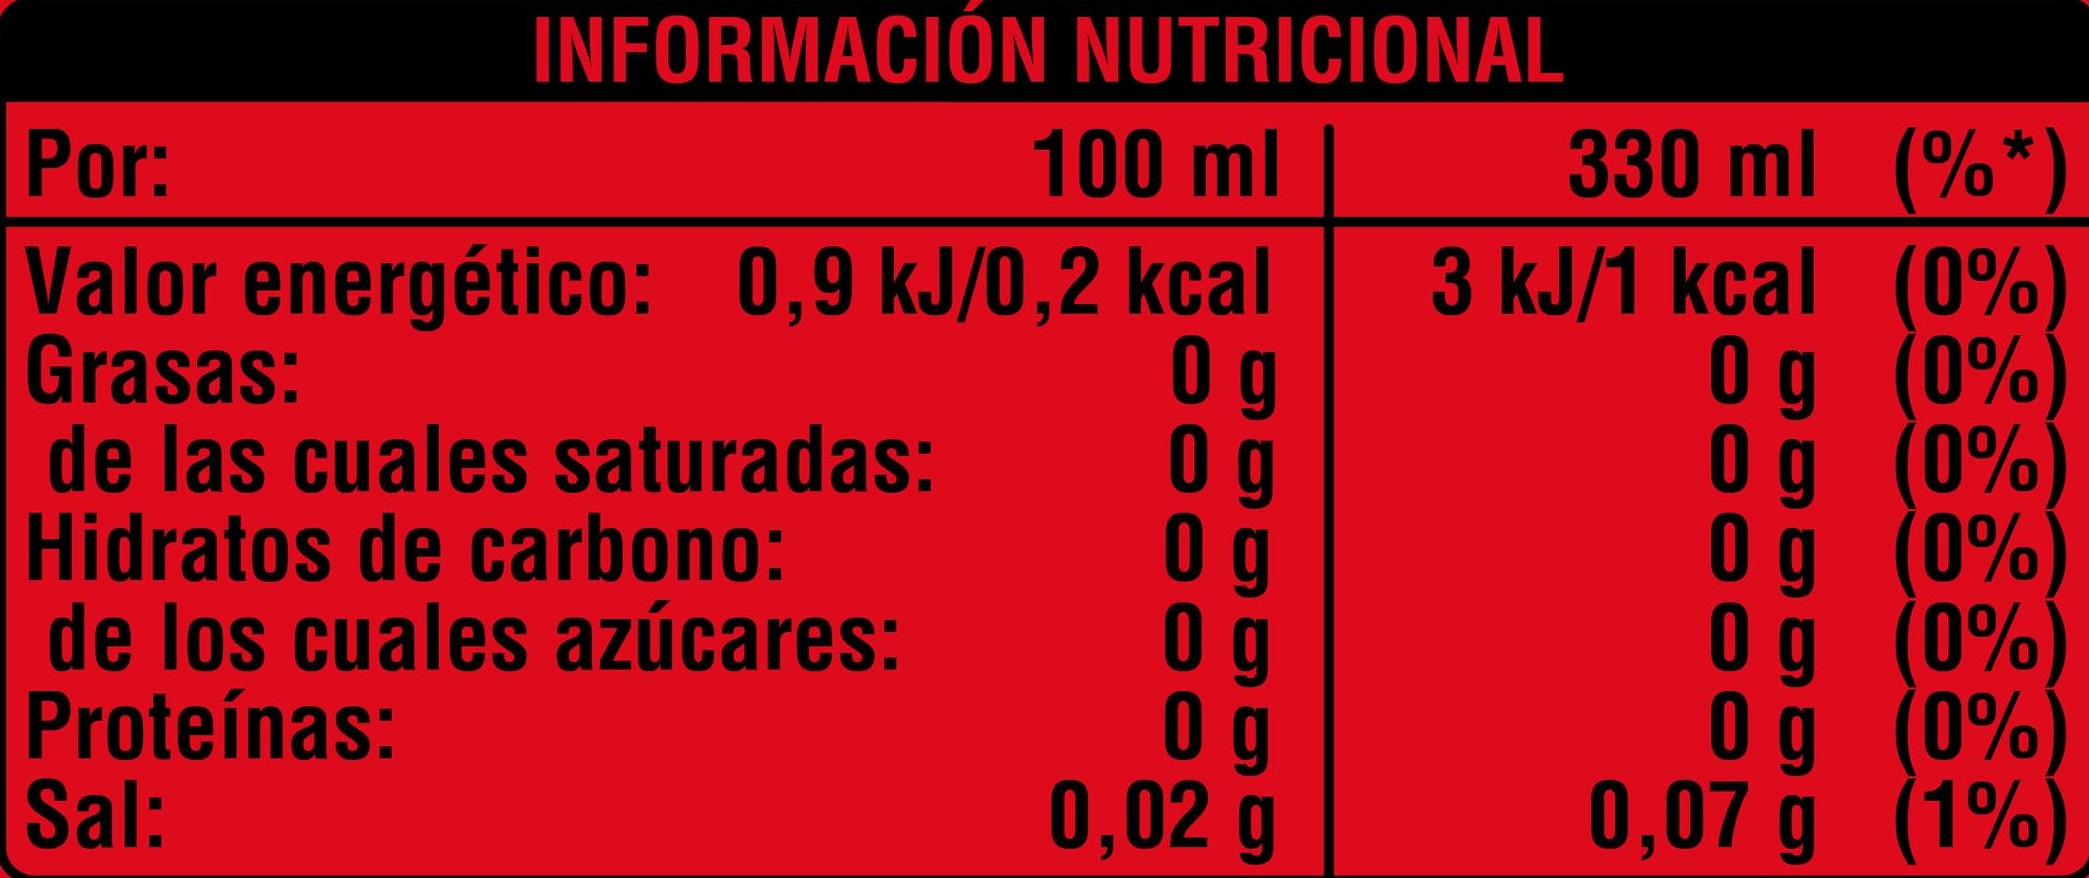 INFORMACIÓN NUTRICIONAL
Por: 100 ml 330 ml (%*)
Valor energético: 0,9 kJ/0,2 kcal 3 kJ/1 kcal (0%)
Grasas: 0 g 0 g (0%)
de las cuales saturadas: 0 g 0 g (0%)
Hidratos de carbono: 0 g 0 g (0%)
de los cuales azúcares: 0 g 0 g (0%)
Proteínas: 0 g 0 g (0%)
Sal: 0,02 g 0,07 g (1%)